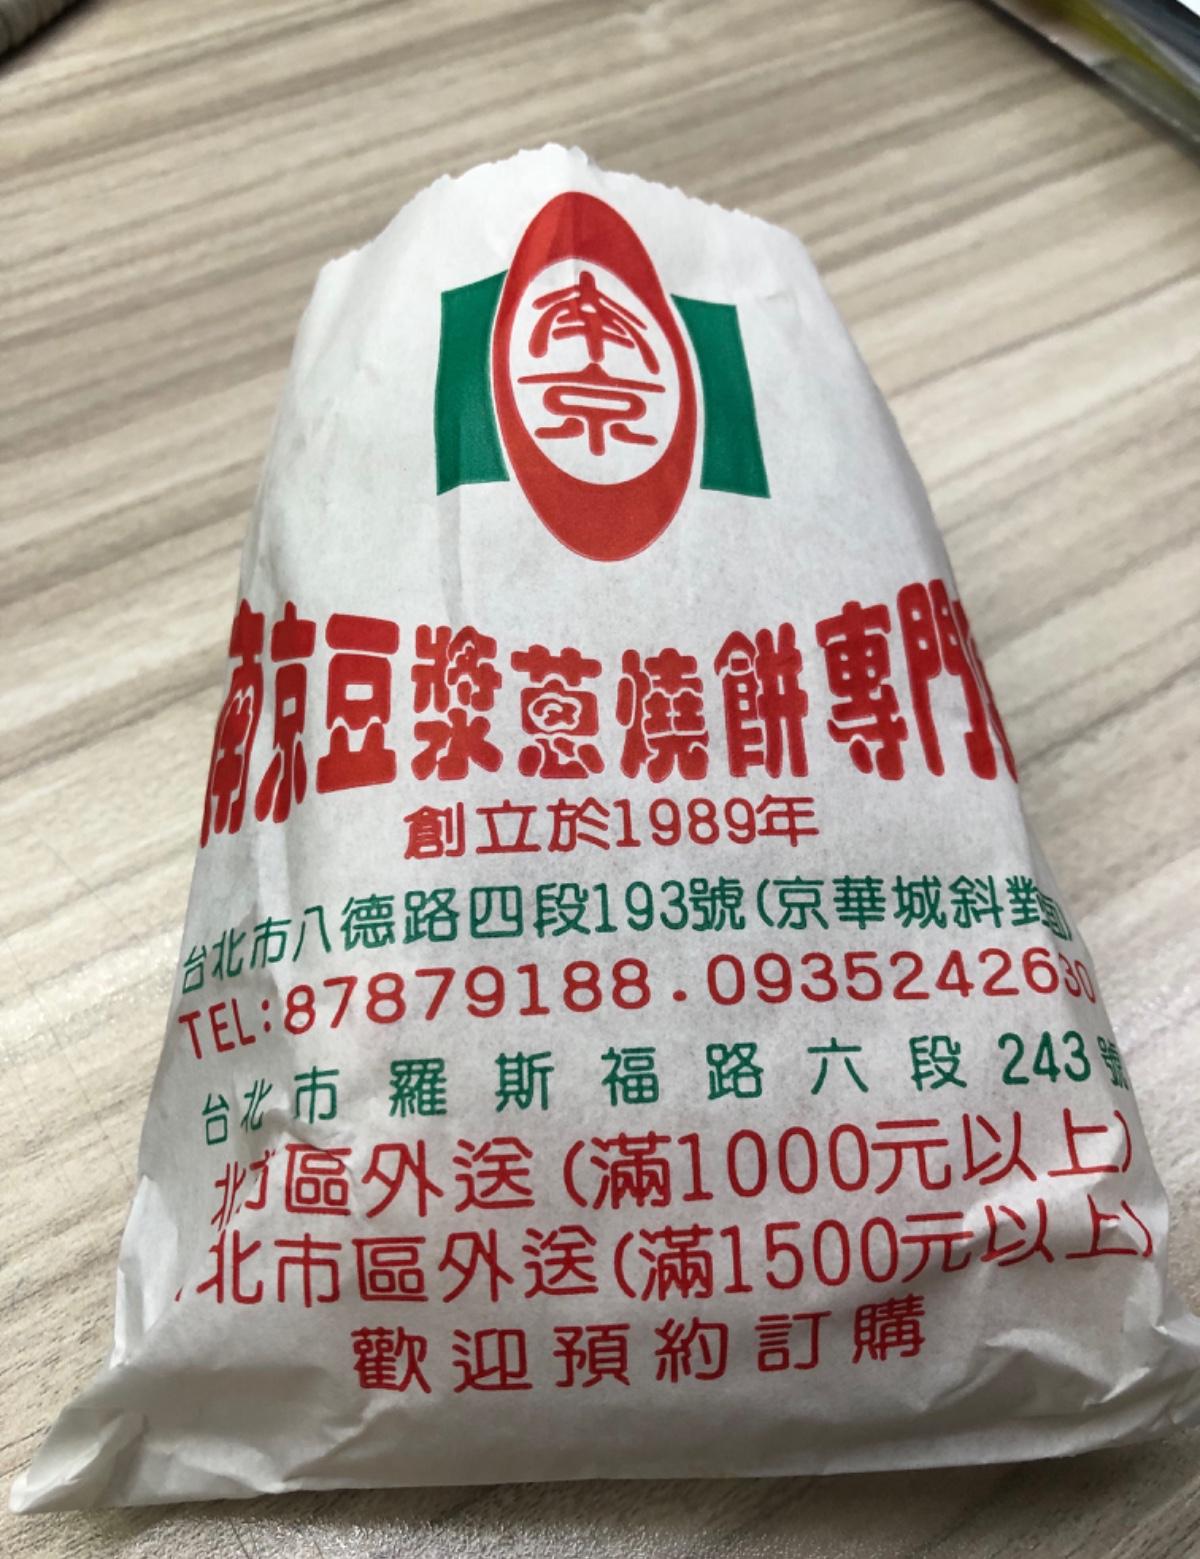 南京
南京豆漿蔥燒餅專門
創立於1989年
台北市八德路四段193號(京華城斜對面)
TEL:87879188.0935242630
台北市羅斯福路六段243號
區外送(滿1000元以上)
北市區外送(滿1500元以上)
歡迎預約訂購